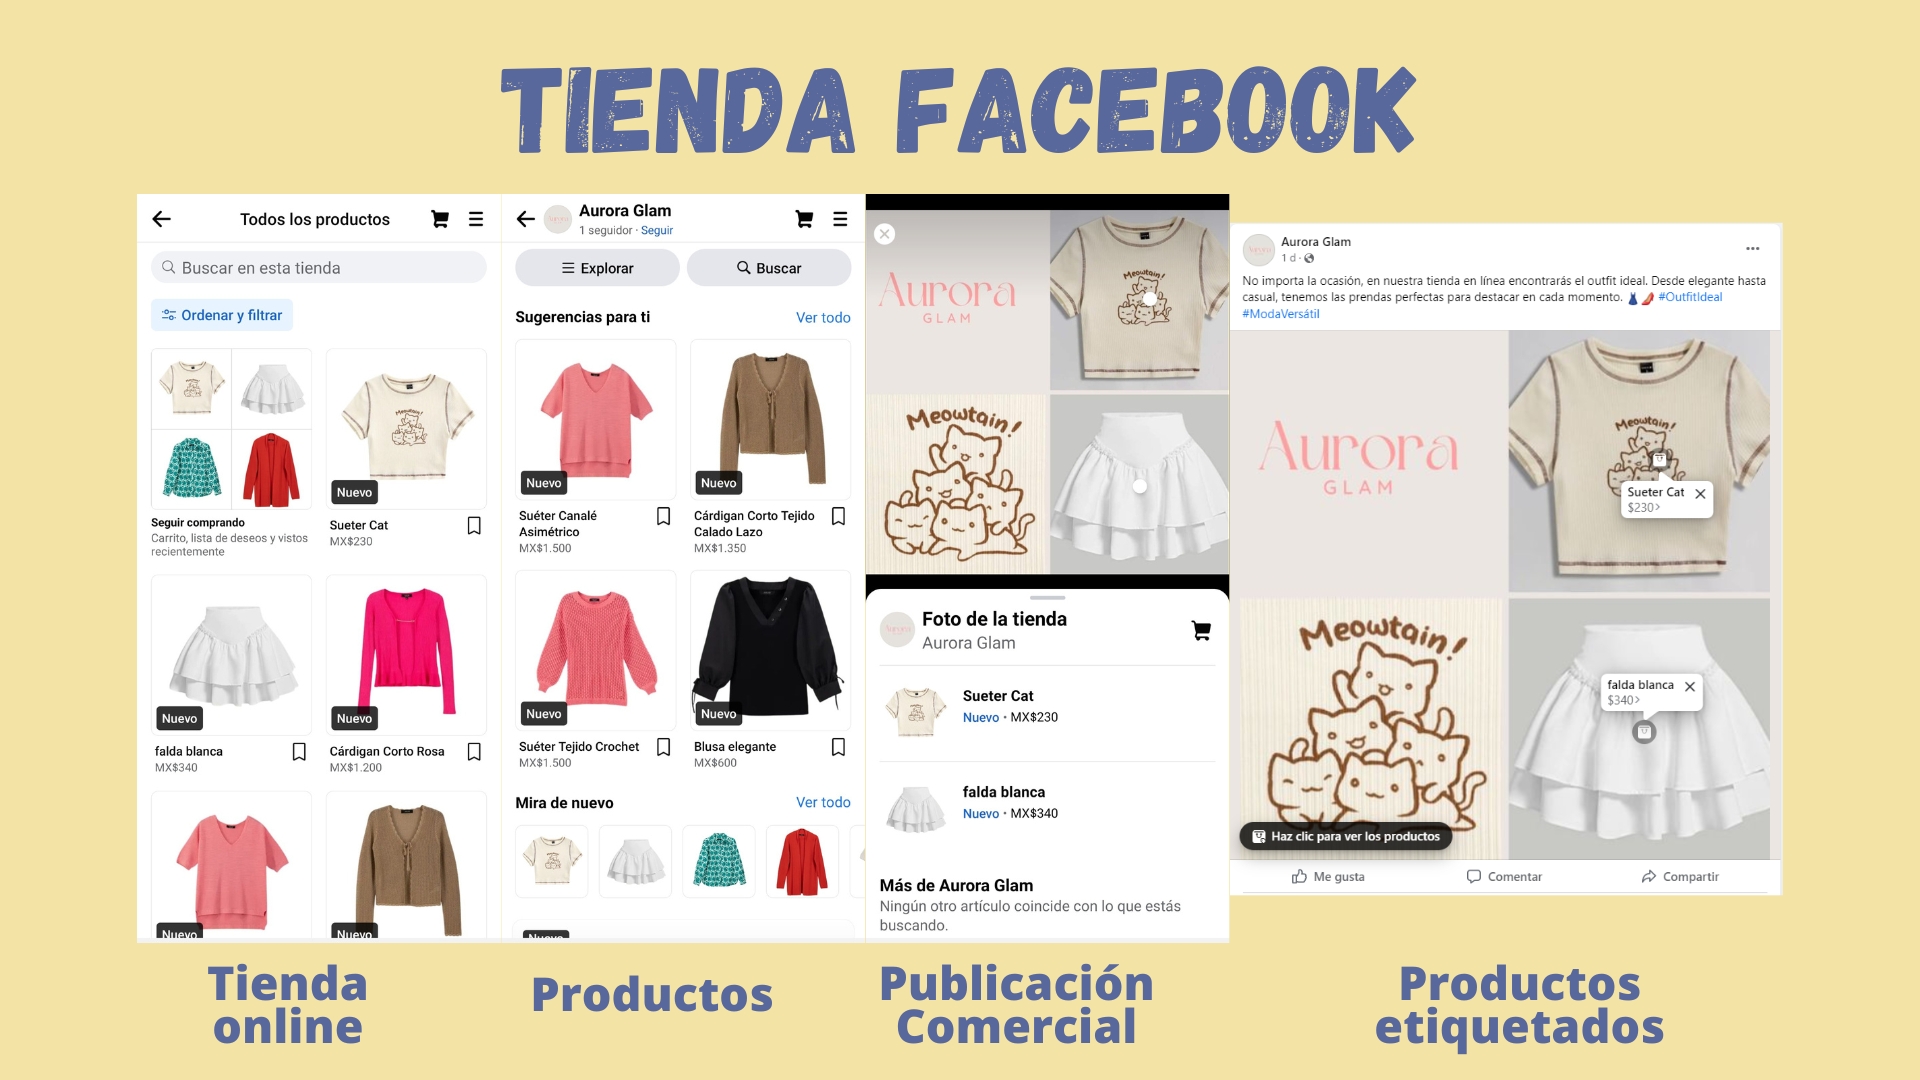 TIENDA FACEBOOK
Todos los productos
Buscar en esta tienda
Ordenar y filtrar
Meowtain!
Nuevo
Seguir comprando
Carrito, lista de deseos y vistos
recientemente
Sueter Cat
MX$230
Nuevo
Nuevo
falda blanca
MX$340
Cárdigan Corto Rosa
MX$1.200
Nuevo
Nuevo
Aurora Glam
1 seguidor · Seguir
Explorar
Buscar
Sugerencias para ti
Ver todo
Nuevo
Nuevo
Suéter Canalé
Asimétrico
MX$1.500
Cárdigan Corto Tejido
Calado Lazo
MX$1.350
Nuevo
Nuevo
Suéter Tejido Crochet
MX$1.500
Blusa elegante
MX$600
Mira de nuevo
Ver todo
Nuevo
Aurora
GLAM
Meowtain!
Meowtain!
Foto de la tienda
Aurora Glam
Sueter Cat
Nuevo · MX$230
falda blanca
Nuevo · MX$340
Más de Aurora Glam
Ningún otro artículo coincide con lo que estás
buscando.
Aurora Glam
1 d ·
No importa la ocasión, en nuestra tienda en línea encontrarás el outfit ideal. Desde elegante hasta
casual, tenemos las prendas perfectas para destacar en cada momento. #OutfitIdeal
#ModaVersátil
Aurora
GLAM
Meowtain!
Sueter Cat
$230
Meowtain!
falda blanca
$340
Haz clic para ver los productos
Me gusta
Comentar
Compartir
Tienda
online
Productos
Publicación
Comercial
Productos
etiquetados